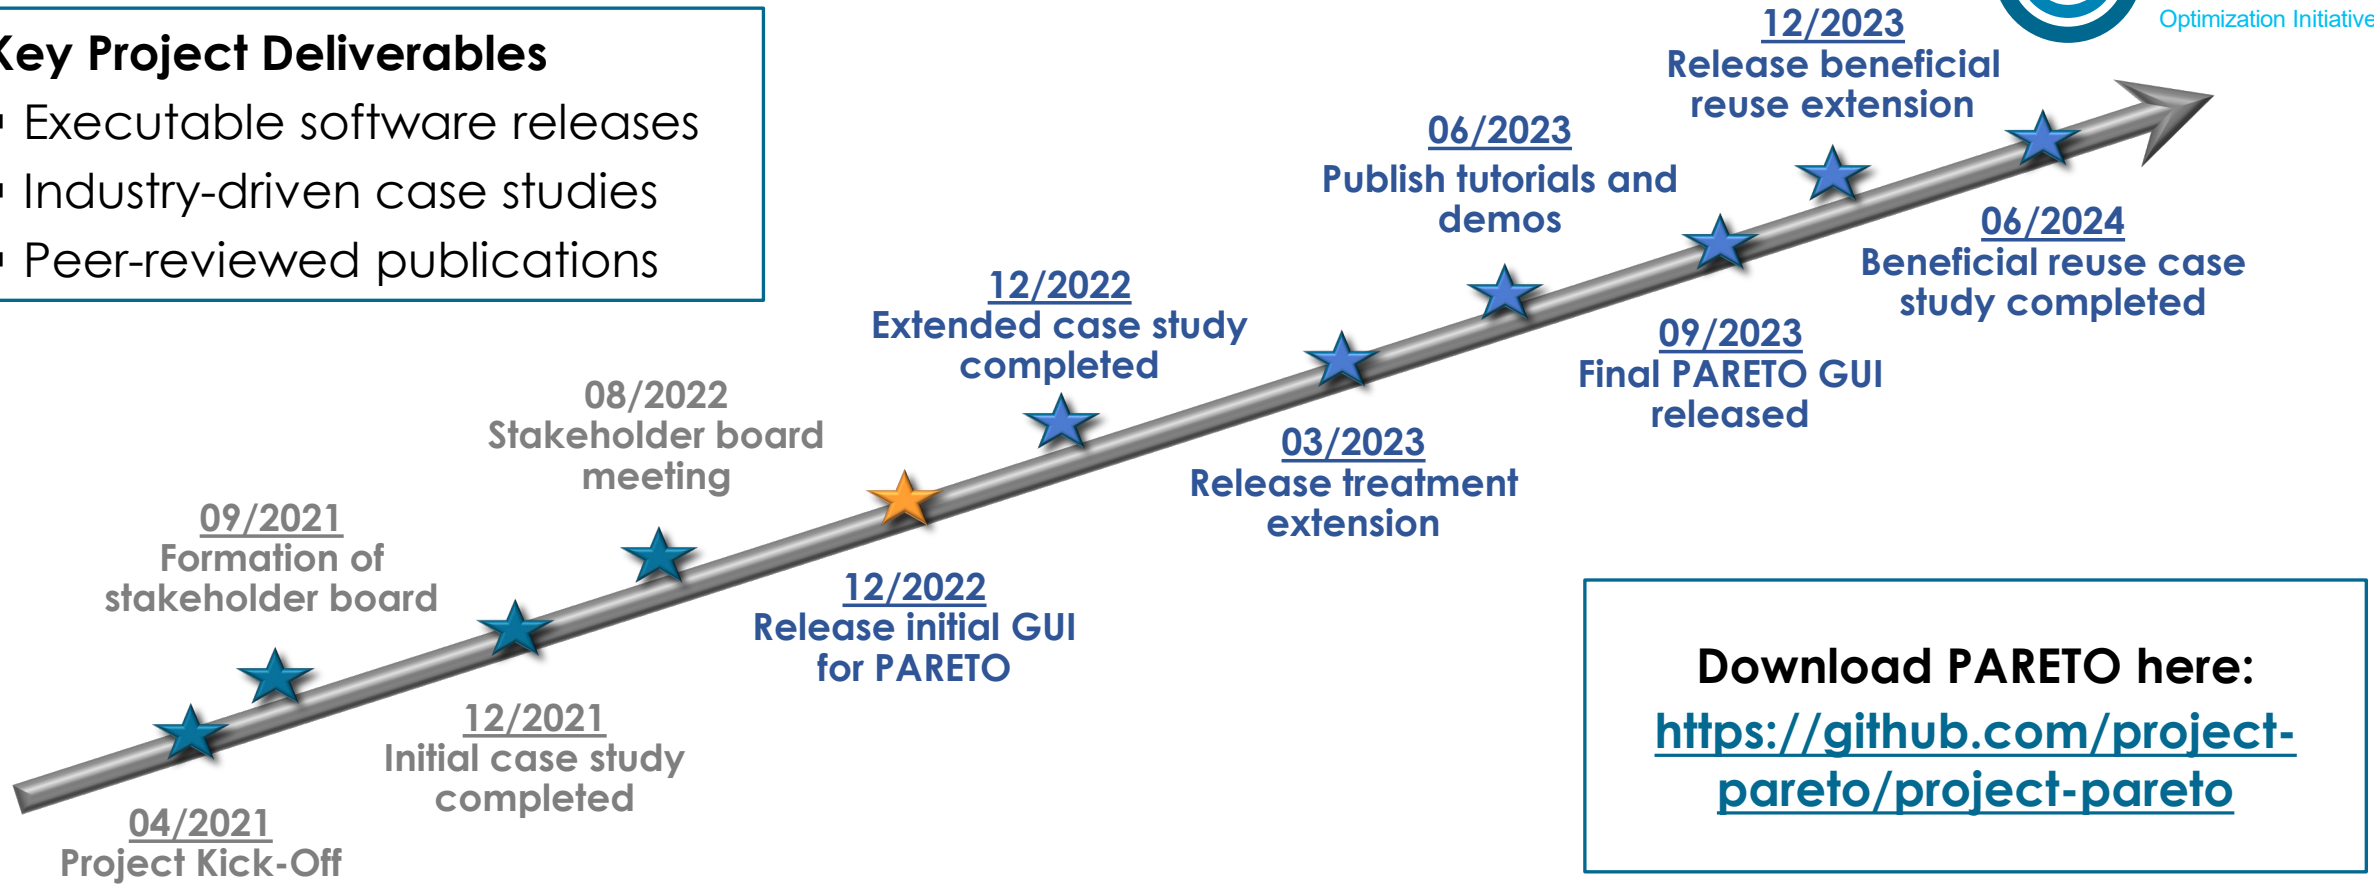 Key Project Deliverables
▪ Executable software releases
▪ Industry-driven case studies
▪ Peer-reviewed publications
Optimization Initiative
04/2021
Project Kick-Off
09/2021
Formation of
stakeholder board
12/2021
Initial case study
completed
08/2022
Stakeholder board
meeting
12/2022
Release initial GUI
for PARETO
12/2022
Extended case study
completed
03/2023
Release treatment
extension
06/2023
Publish tutorials and
demos
09/2023
Final PARETO GUI
released
12/2023
Release beneficial
reuse extension
06/2024
Beneficial reuse case
study completed
Download PARETO here:
https://github.com/project-
pareto/project-pareto